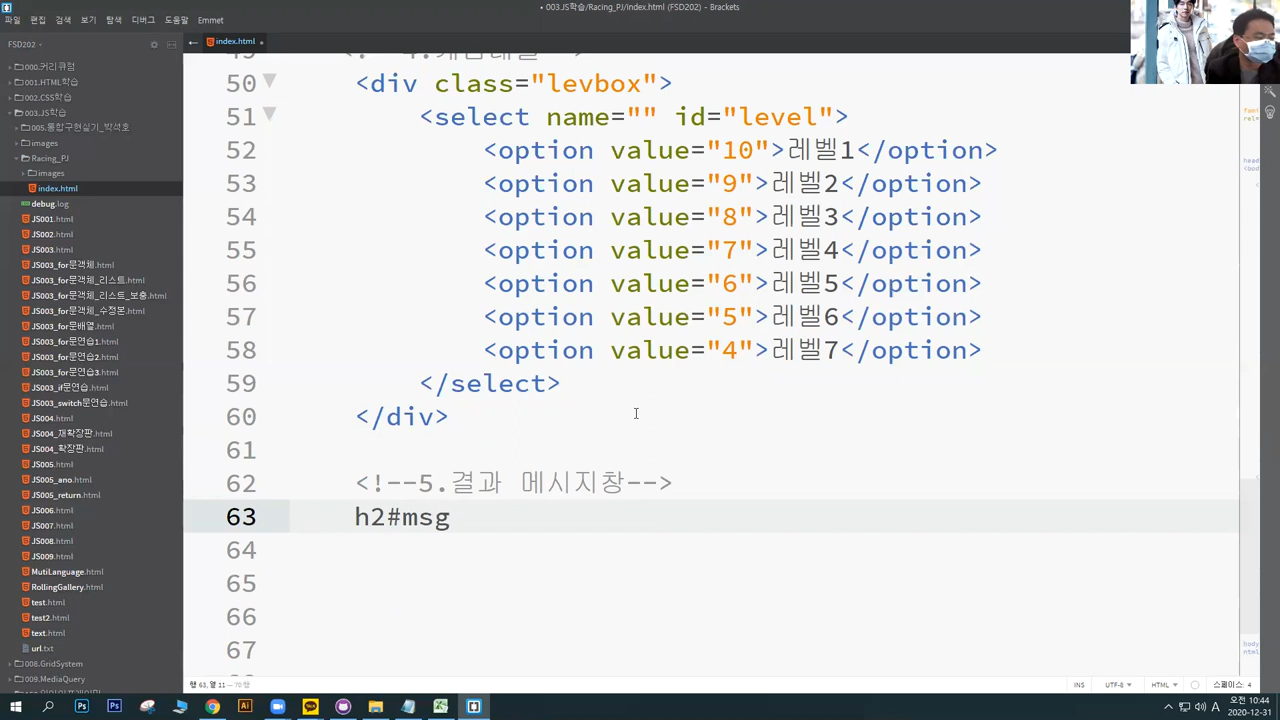 • 003.JS학습/Racing_PJ/index.html (FSD202) - Brackets
파일 편집 검색 보기 탐색 디버그 도움말 Emmet
FSD202
index.html •
000.커리큐럼
001.HTML학습
002.CSS학습
003.JS학습
005.통합구현실기_박석호
images
Racing_PJ
images
index.html
debug.log
JS001.html
JS002.html
JS003.html
JS003_for문객체.html
JS003_for문객체_리스트.html
JS003_for문객체_리스트_보충.html
JS003_for문객체_수정본.html
JS003_for문배열.html
JS003_for문연습1.html
JS003_for문연습2.html
JS003_for문연습3.html
JS003_if문연습.html
JS003_switch문연습.html
JS004.html
JS004_재확장판.html
JS004_확장판.html
JS005.html
JS005_ano.html
JS005_return.html
JS006.html
JS007.html
JS008.html
JS009.html
MutiLanguage.html
RollingGallery.html
test.html
test2.html
text.html
url.txt
008.GridSystem
009.MediaQuery
50 <div class="levbox">
51 <select name="" id="level">
52 <option value="10">레벨1</option>
53 <option value="9">레벨2</option>
54 <option value="8">레벨3</option>
55 <option value="7">레벨4</option>
56 <option value="6">레벨5</option>
57 <option value="5">레벨6</option>
58 <option value="4">레벨7</option>
59 </select>
60 </div>
61
62 <!--5.결과 메시지창-->
63 h2#msg
64
65
66
67
행 63, 열 11 — 70 행
INS UTF-8 HTML 스페이스: 4
오전 10:44
2020-12-31